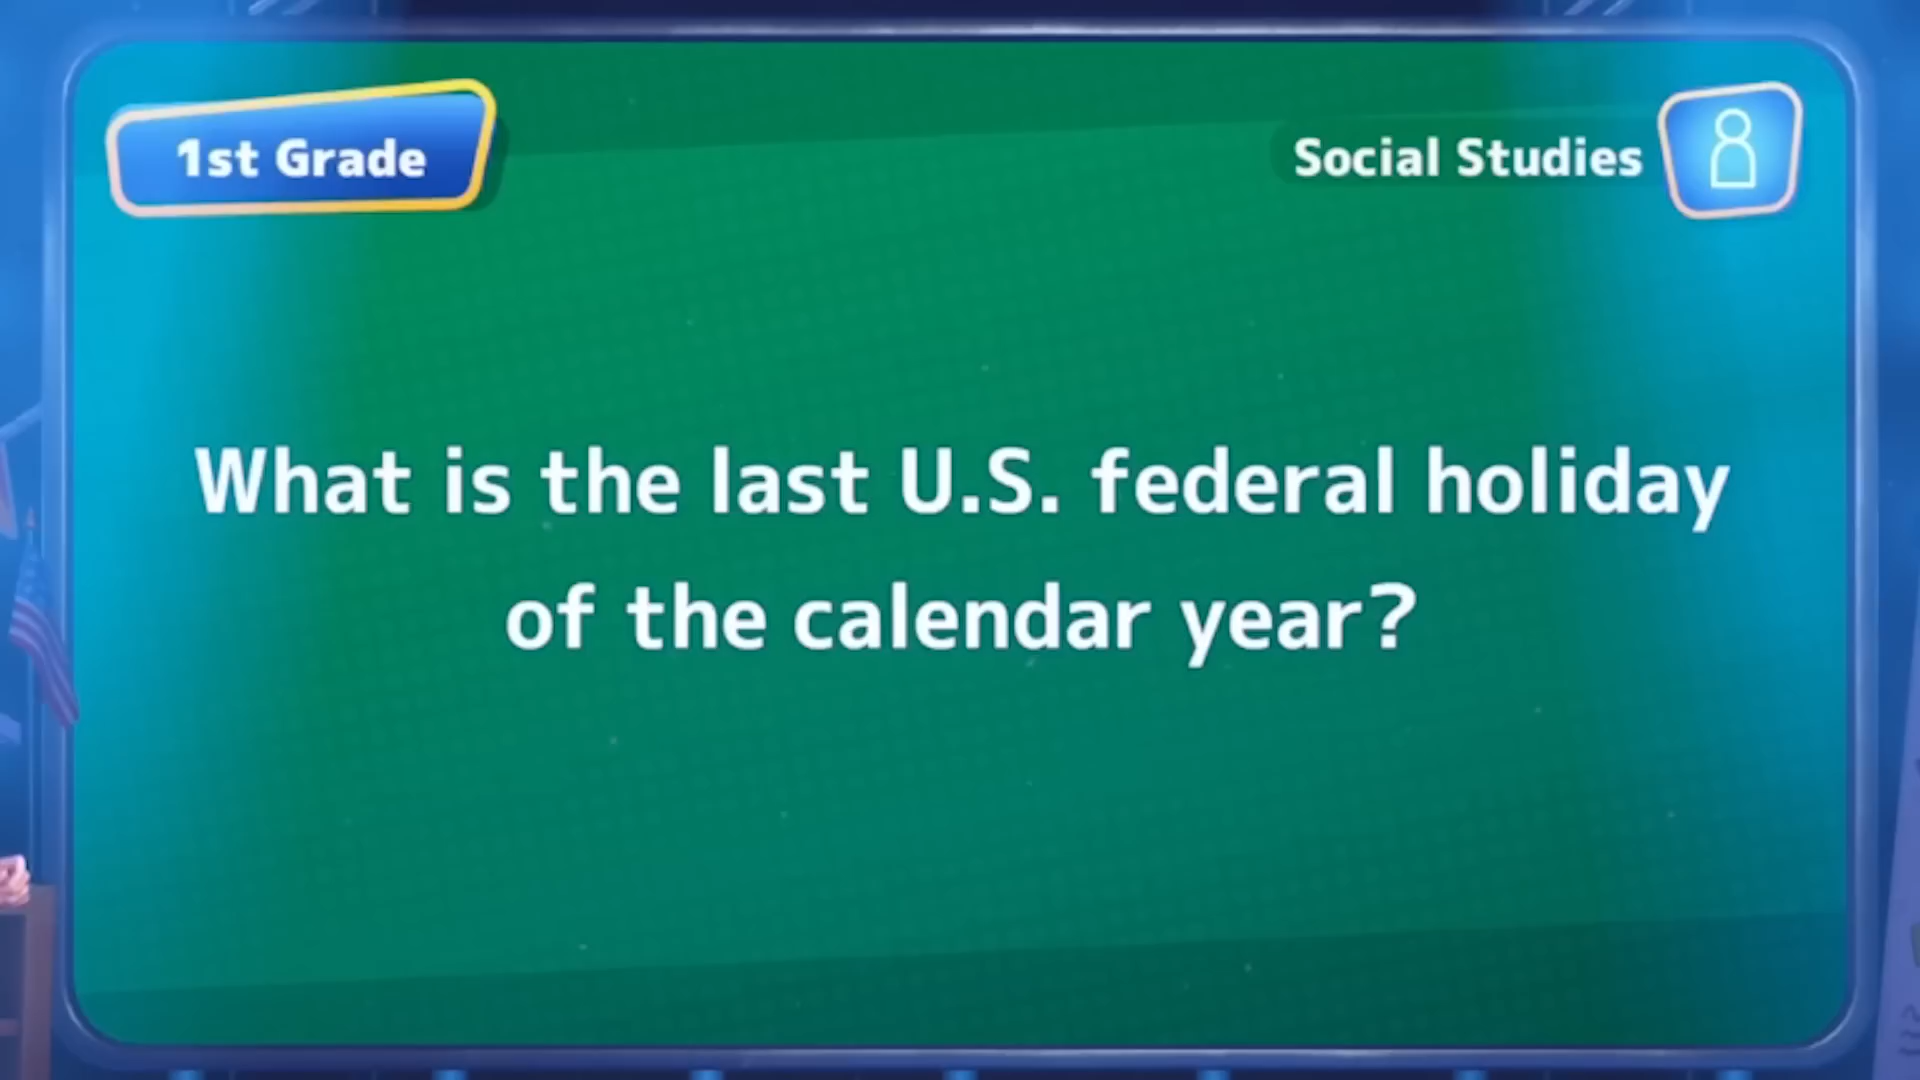 1st Grade
Social Studies
What is the last U.S. federal holiday
of the calendar year?